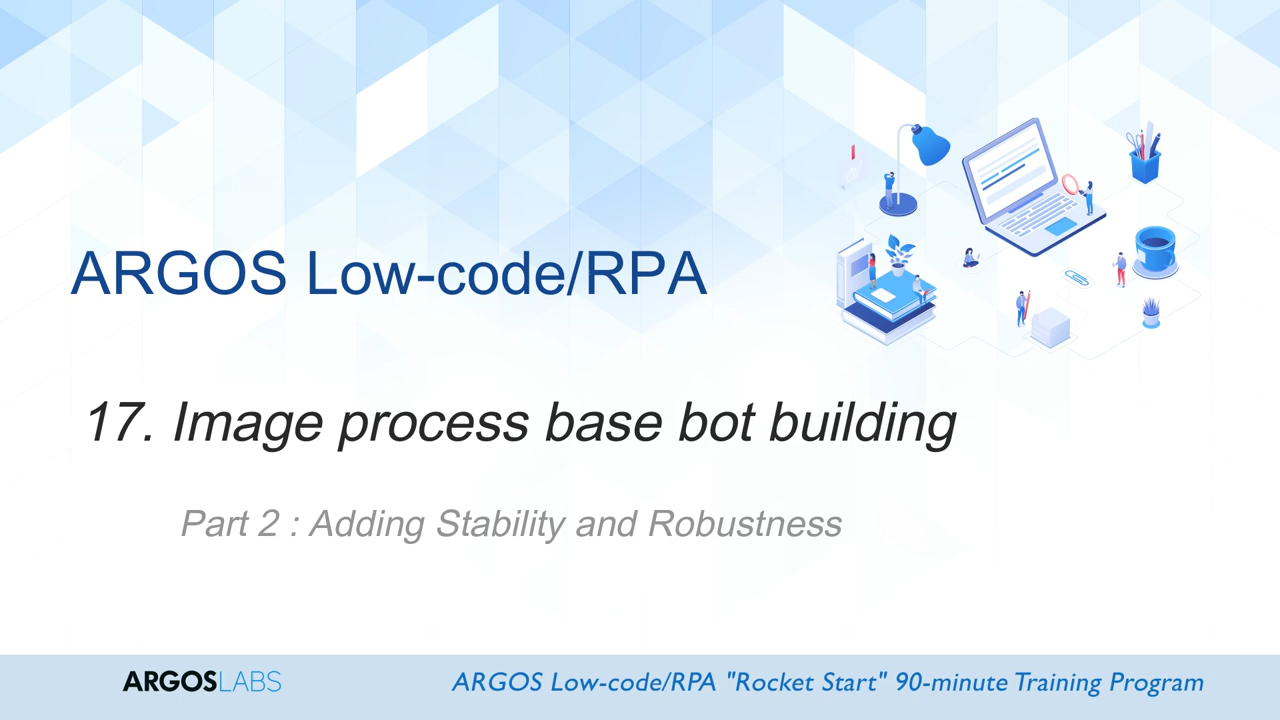 ARGOS Low-code/RPA
17. Image process base bot building
Part 2 : Adding Stability and Robustness
ARGOSLABS
ARGOS Low-code/RPA "Rocket Start" 90-minute Training Program